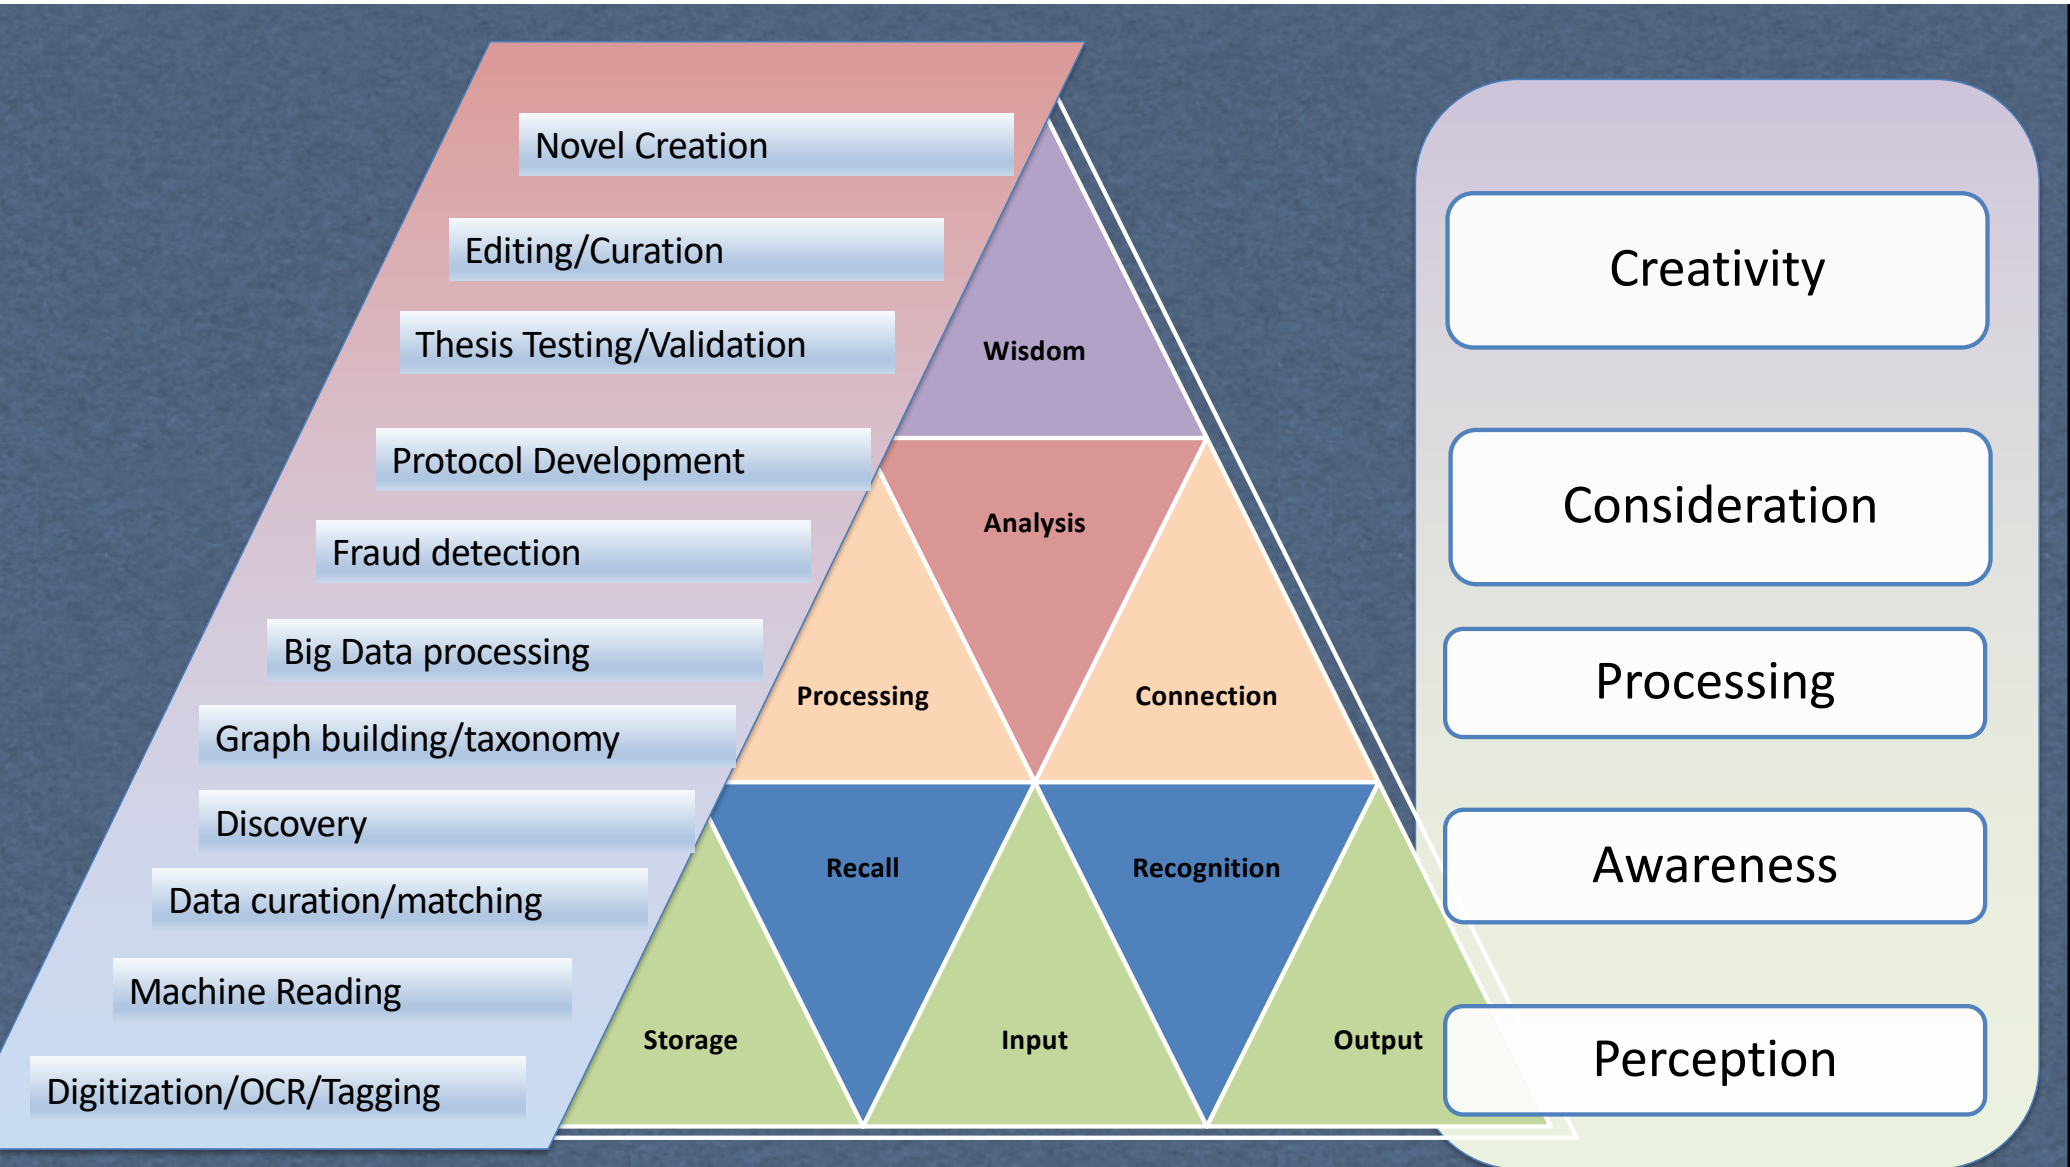 Novel Creation
Editing/Curation
Thesis Testing/Validation
Protocol Development
Fraud detection
Big Data processing
Graph building/taxonomy
Discovery
Data curation/matching
Machine Reading
Digitization/OCR/Tagging
Wisdom
Analysis
Processing
Connection
Recall
Recognition
Storage
Input
Output
Creativity
Consideration
Processing
Awareness
Perception